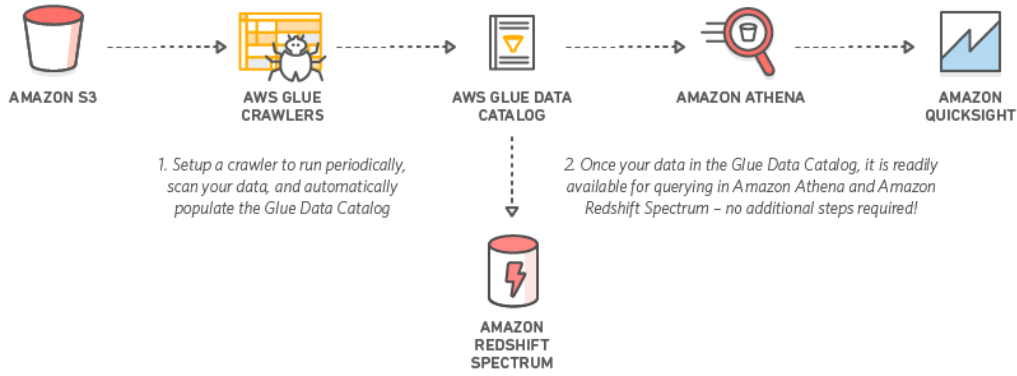 AMAZON S3
AWS GLUE
CRAWLERS
AWS GLUE DATA
CATALOG
AMAZON ATHENA
AMAZON
QUICKSIGHT
1. Setup a crawler to run periodically,
scan your data, and automatically
populate the Glue Data Catalog
2. Once your data in the Glue Data Catalog, it is readily
available for querying in Amazon Athena and Amazon
Redshift Spectrum – no additional steps required!
AMAZON
REDSHIFT
SPECTRUM